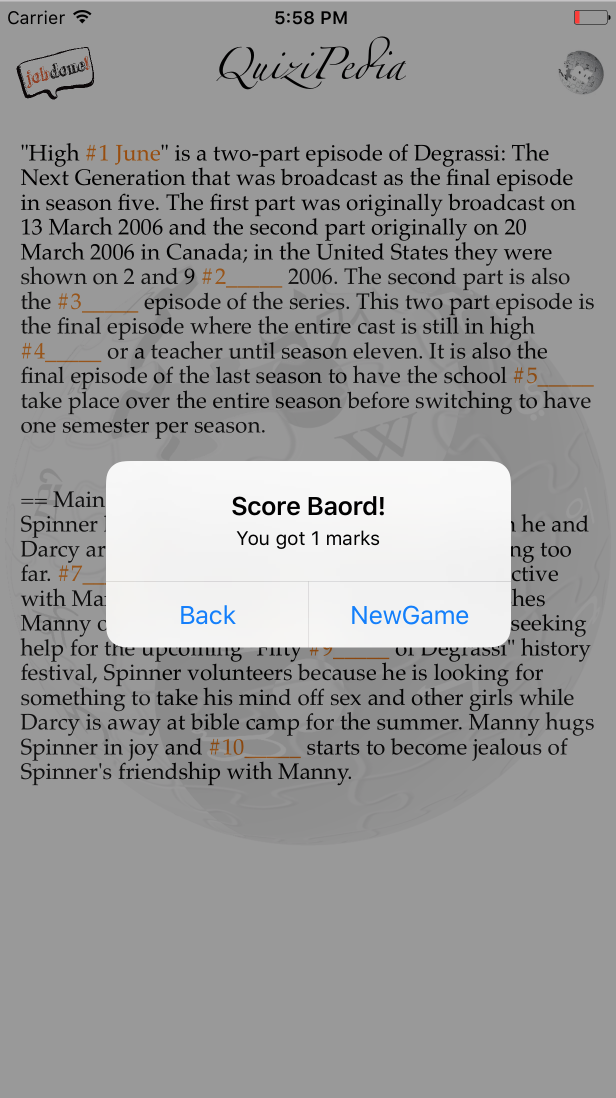 Carrier 5:58 PM
jobdone!
QuiziPedia
"High #1 June" is a two-part episode of Degrassi: The
Next Generation that was broadcast as the final episode
in season five. The first part was originally broadcast on
13 March 2006 and the second part originally on 20
March 2006 in Canada; in the United States they were
shown on 2 and 9 #2_____ 2006. The second part is also
the #3_____ episode of the series. This two part episode is
the final episode where the entire cast is still in high
#4_____ or a teacher until season eleven. It is also the
final episode of the last season to have the school #5_____
take place over the entire season before switching to have
one semester per season.
== Main
Spinner he and
Darcy ar ng too
far. #7__ ctive
with Ma hes
Manny seeking
help for the upcoming "Fifty #9_____ of Degrassi" history
festival, Spinner volunteers because he is looking for
something to take his mind off sex and other girls while
Darcy is away at bible camp for the summer. Manny hugs
Spinner in joy and #10_____ starts to become jealous of
Spinner's friendship with Manny.
Score Baord!
You got 1 marks
Back NewGame